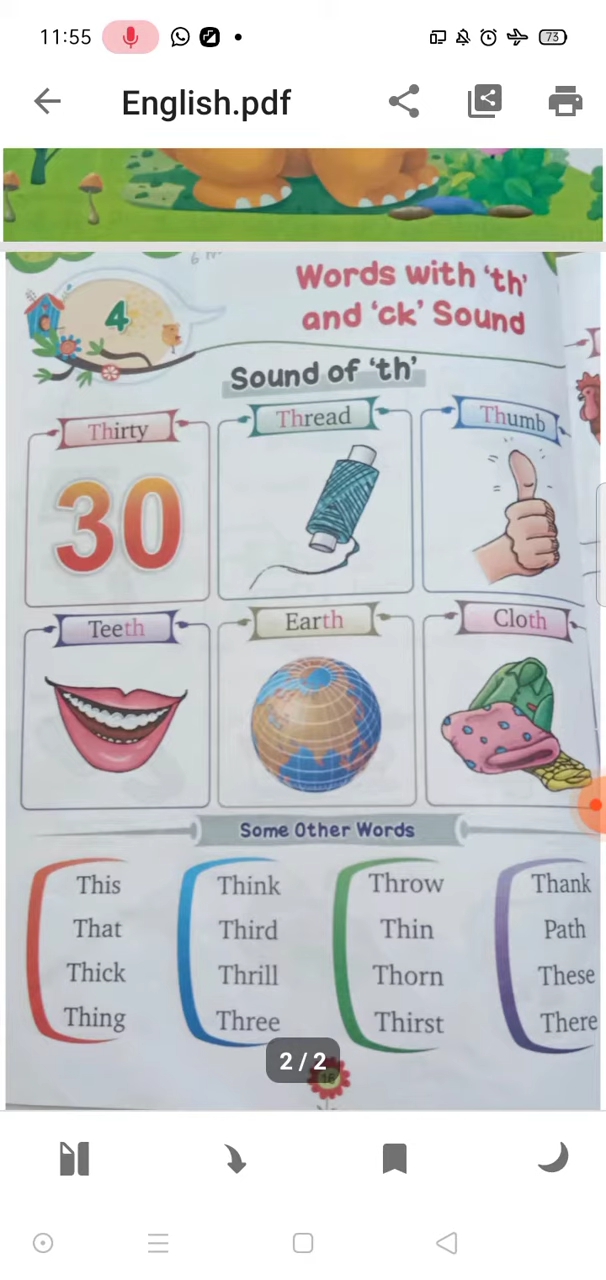 11:55
73
English.pdf
4
Words with 'th'
and 'ck' Sound
Sound of 'th'
Thirty
Thread
Thumb
30
Teeth
Earth
Cloth
Some Other Words
This
That
Thick
Thing
Think
Third
Thrill
Three
Throw
Thin
Thorn
Thirst
Thank
Path
These
There
2 / 2
16